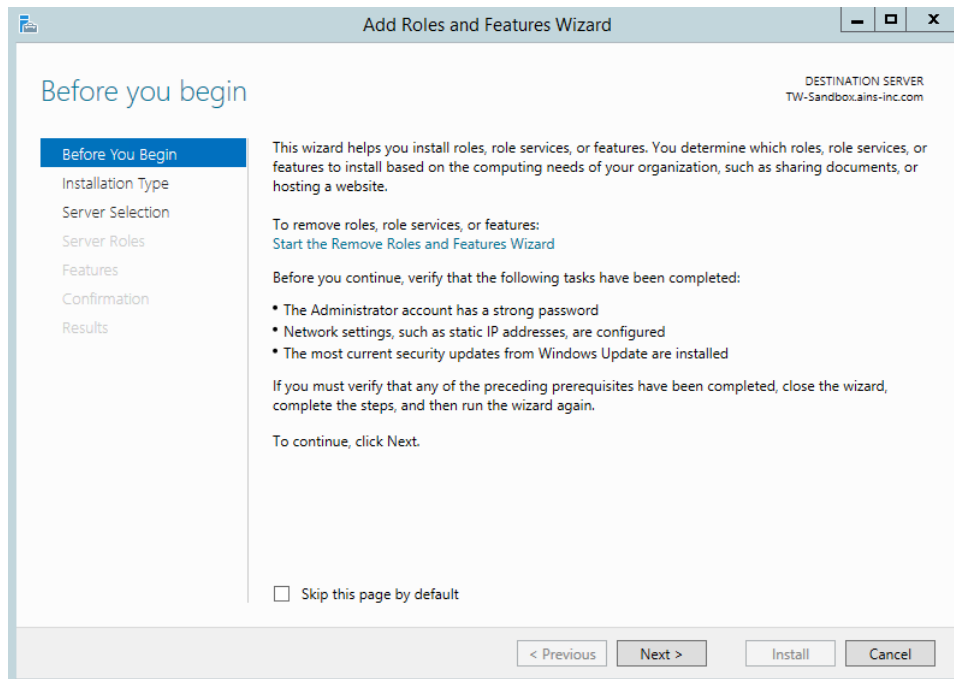 Add Roles and Features Wizard
Before you begin
DESTINATION SERVER
TW-Sandbox.ains-inc.com
Before You Begin
Installation Type
Server Selection
Server Roles
Features
Confirmation
Results
This wizard helps you install roles, role services, or features. You determine which roles, role services, or
features to install based on the computing needs of your organization, such as sharing documents, or
hosting a website.
To remove roles, role services, or features:
Start the Remove Roles and Features Wizard
Before you continue, verify that the following tasks have been completed:
• The Administrator account has a strong password
• Network settings, such as static IP addresses, are configured
• The most current security updates from Windows Update are installed
If you must verify that any of the preceding prerequisites have been completed, close the wizard,
complete the steps, and then run the wizard again.
To continue, click Next.
Skip this page by default
< Previous
Next >
Install
Cancel